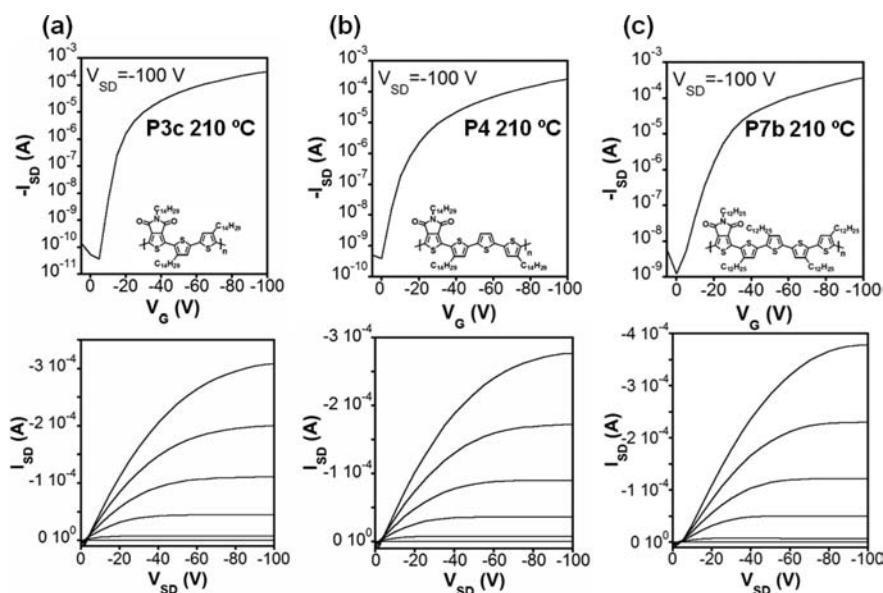 (a)
10⁻³
10⁻⁴
10⁻⁵
10⁻⁶
10⁻⁷
10⁻⁸
10⁻⁹
10⁻¹⁰
10⁻¹¹
-I_SD (A)
V_SD=-100 V
P3c 210 ºC
C₁₄H₂₉
O N O
S
S
S
C₁₄H₂₉
C₁₄H₂₉
n
0 -20 -40 -60 -80 -100
V_G (V)
(b)
10⁻³
10⁻⁴
10⁻⁵
10⁻⁶
10⁻⁷
10⁻⁸
10⁻⁹
10⁻¹⁰
-I_SD (A)
V_SD=-100 V
P4 210 ºC
C₁₄H₂₉
O N O
S
S
S
S
C₁₄H₂₉
C₁₄H₂₉
n
0 -20 -40 -60 -80 -100
V_G (V)
(c)
10⁻³
10⁻⁴
10⁻⁵
10⁻⁶
10⁻⁷
10⁻⁸
10⁻⁹
-I_SD (A)
V_SD=-100 V
P7b 210 ºC
C₁₂H₂₅
O N O
C₁₂H₂₅
C₁₂H₂₅
S
S
S
S
S
C₁₂H₂₅
C₁₂H₂₅
n
0 -20 -40 -60 -80 -100
V_G (V)
-3 10⁻⁴
-2 10⁻⁴
-1 10⁻⁴
0 10⁰
I_SD (A)
0 -20 -40 -60 -80 -100
V_SD (V)
-3 10⁻⁴
-2 10⁻⁴
-1 10⁻⁴
0 10⁰
I_SD (A)
0 -20 -40 -60 -80 -100
V_SD (V)
-4 10⁻⁴
-3 10⁻⁴
-2 10⁻⁴
-1 10⁻⁴
0 10⁰
I_SD (A)
0 -20 -40 -60 -80 -100
V_SD (V)